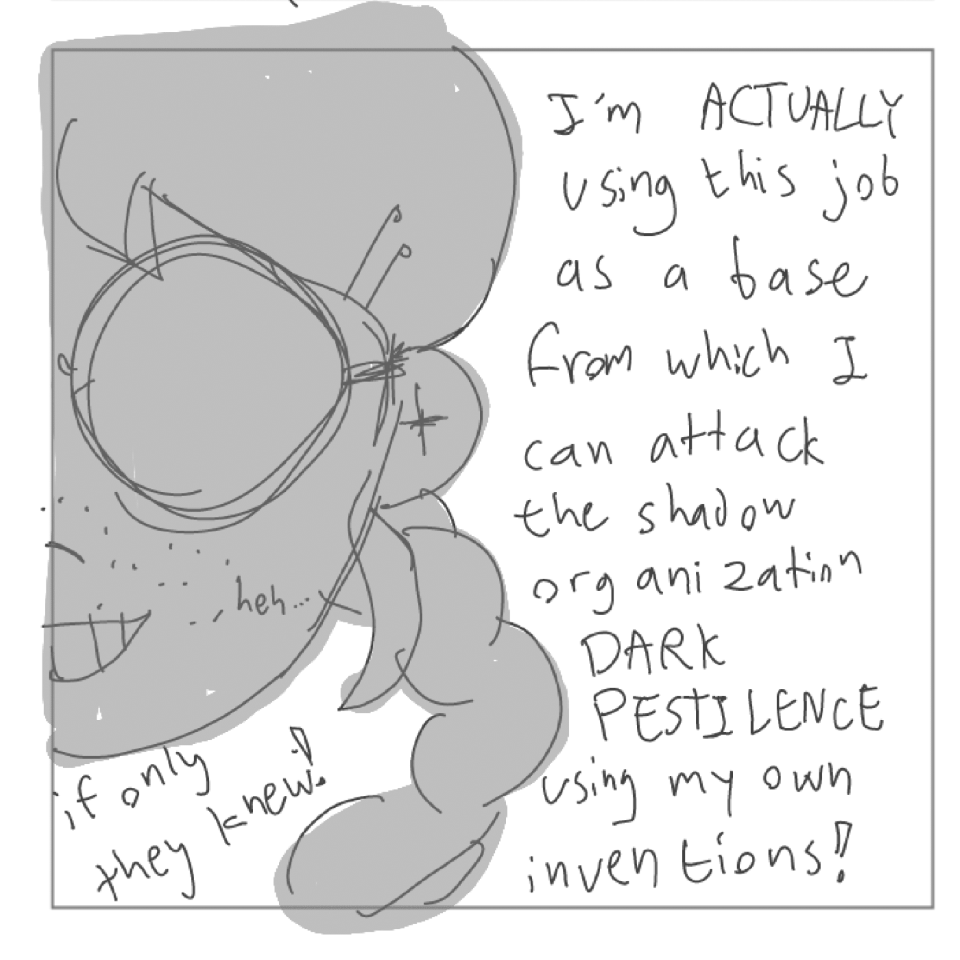 I'm ACTUALLY
using this job
as a base
from which I
can attack
the shadow
organization
DARK
PESTILENCE
using my own
inventions!
heh...
if only
they knew!